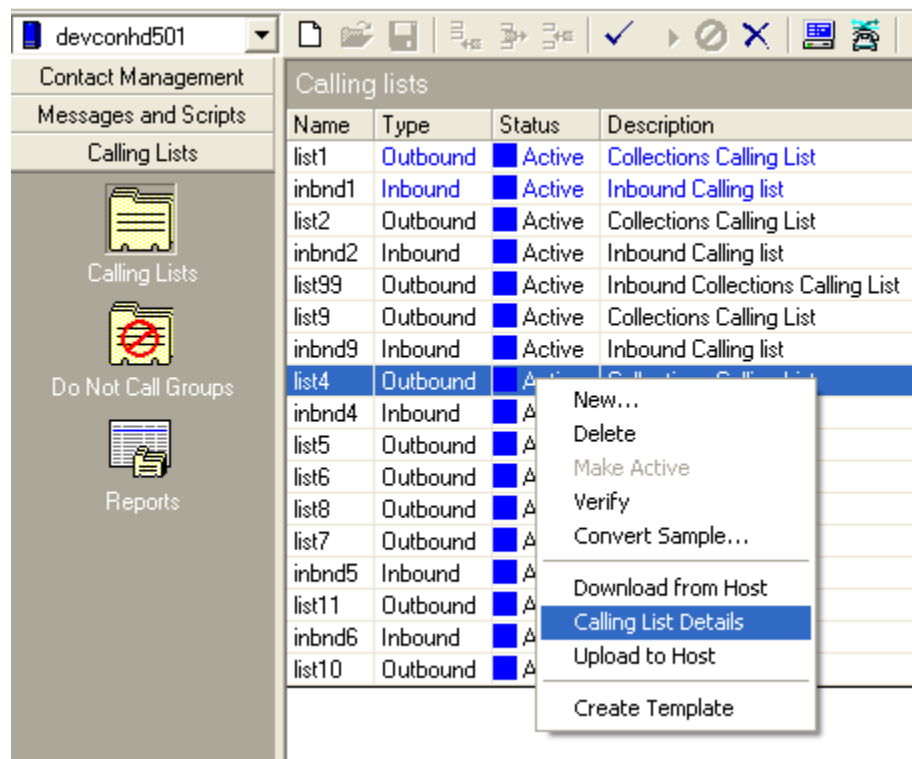 devconhd501
Contact Management
Messages and Scripts
Calling Lists
Calling Lists
Do Not Call Groups
Reports
Calling lists
Name Type Status Description
list1 Outbound Active Collections Calling List
inbnd1 Inbound Active Inbound Calling list
list2 Outbound Active Collections Calling List
inbnd2 Inbound Active Inbound Calling list
list99 Outbound Active Inbound Collections Calling List
list9 Outbound Active Collections Calling List
inbnd9 Inbound Active Inbound Calling list
list4 Outbound
inbnd4 Inbound A
list5 Outbound A
list6 Outbound A
list8 Outbound A
list7 Outbound A
inbnd5 Inbound A
list11 Outbound A
inbnd6 Inbound A
list10 Outbound A
New...
Delete
Make Active
Verify
Convert Sample...
Download from Host
Calling List Details
Upload to Host
Create Template